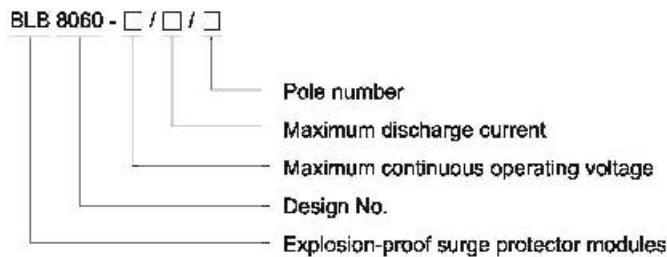 BLB 8060 - □ / □ / □
Pole number
Maximum discharge current
Maximum continuous operating voltage
Design No.
Explosion-proof surge protector modules